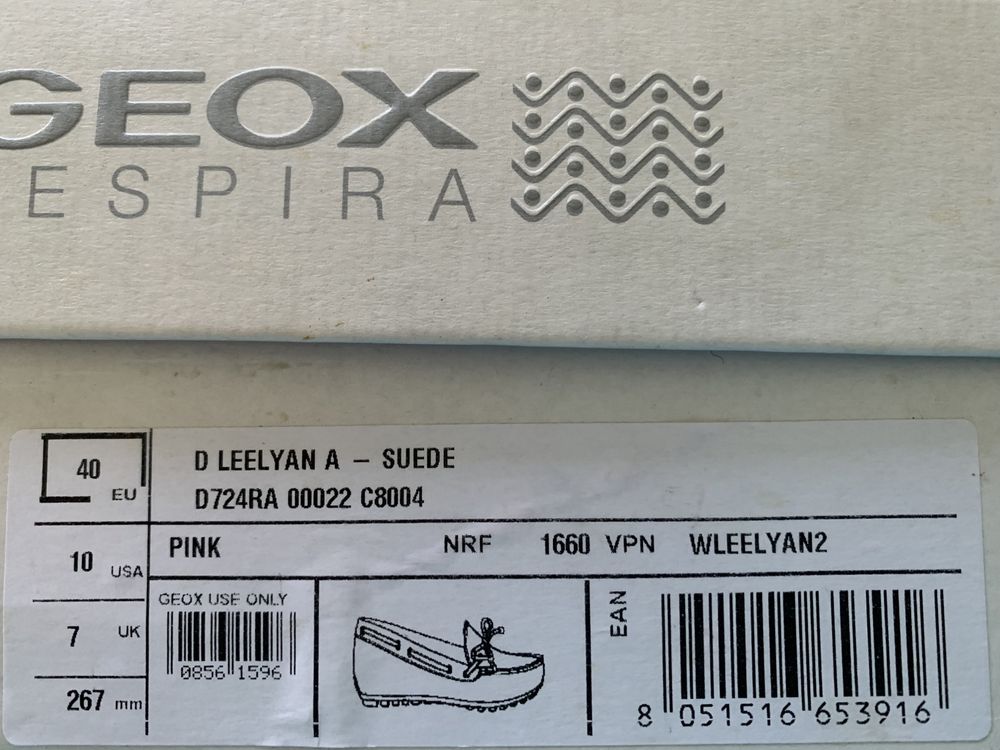 GEOX
ESPIRA
40 EU
D LEELYAN A – SUEDE
D724RA 00022 C8004
10 USA
PINK NRF 1660 VPN WLEELYAN2
7 UK
GEOX USE ONLY
0856 1596
EAN
267 mm
8 051516 653916